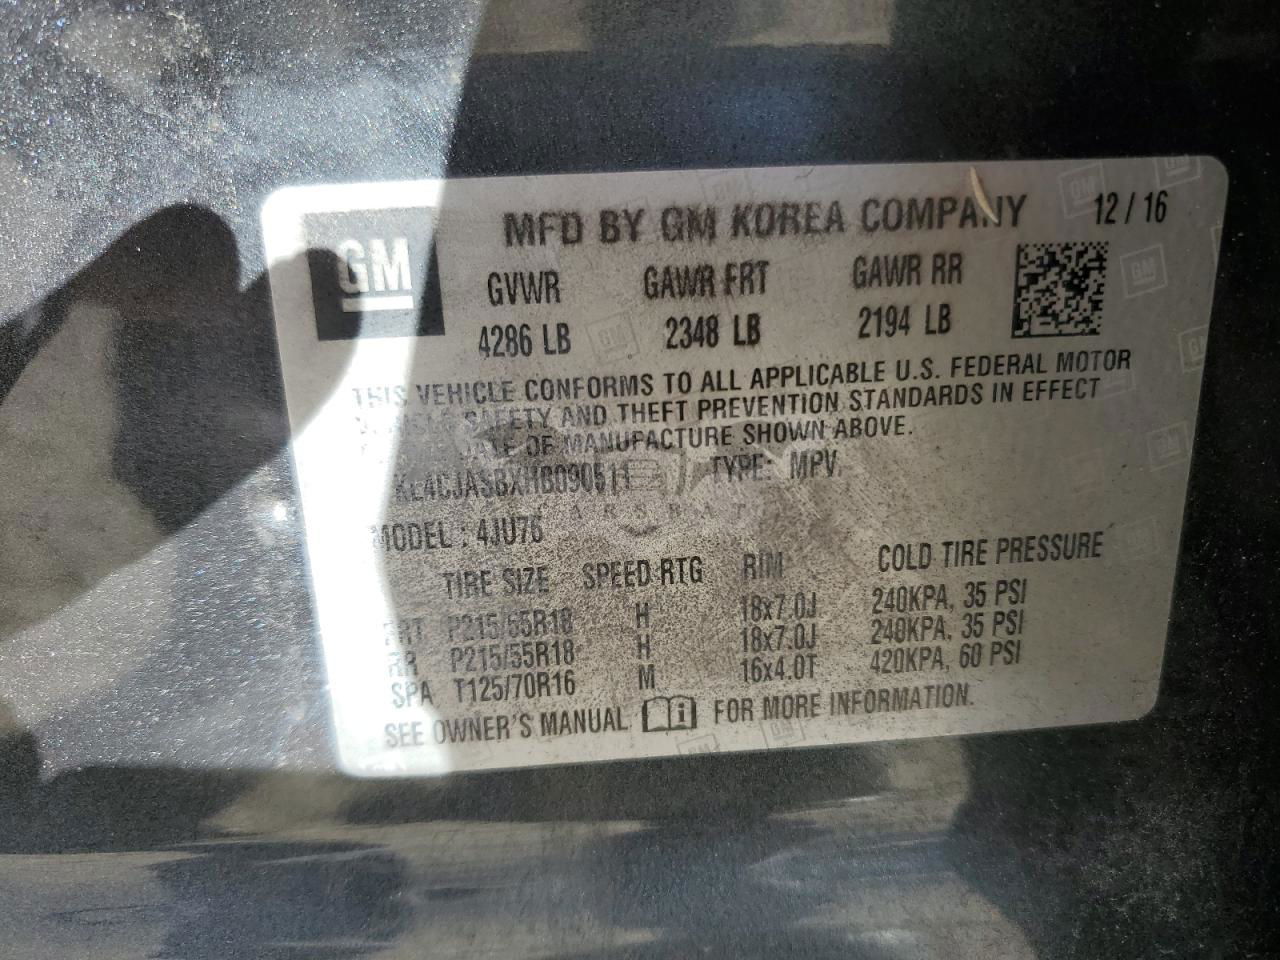 GM
MFD BY GM KOREA COMPANY 12 / 16
GVWR GAWR FRT GAWR RR
4286 LB 2348 LB 2194 LB
THIS VEHICLE CONFORMS TO ALL APPLICABLE U.S. FEDERAL MOTOR
VEHICLE SAFETY AND THEFT PREVENTION STANDARDS IN EFFECT
DATE OF MANUFACTURE SHOWN ABOVE.
KL4CJASBXHB090511 TYPE: MPV
MODEL : 4JU76
TIRE SIZE SPEED RTG RIM COLD TIRE PRESSURE
FRT P215/55R18 H 18x7.0J 240KPA, 35 PSI
RR P215/55R18 H 18x7.0J 240KPA, 35 PSI
SPA T125/70R16 M 16x4.0T 420KPA, 60 PSI
SEE OWNER'S MANUAL i FOR MORE INFORMATION.